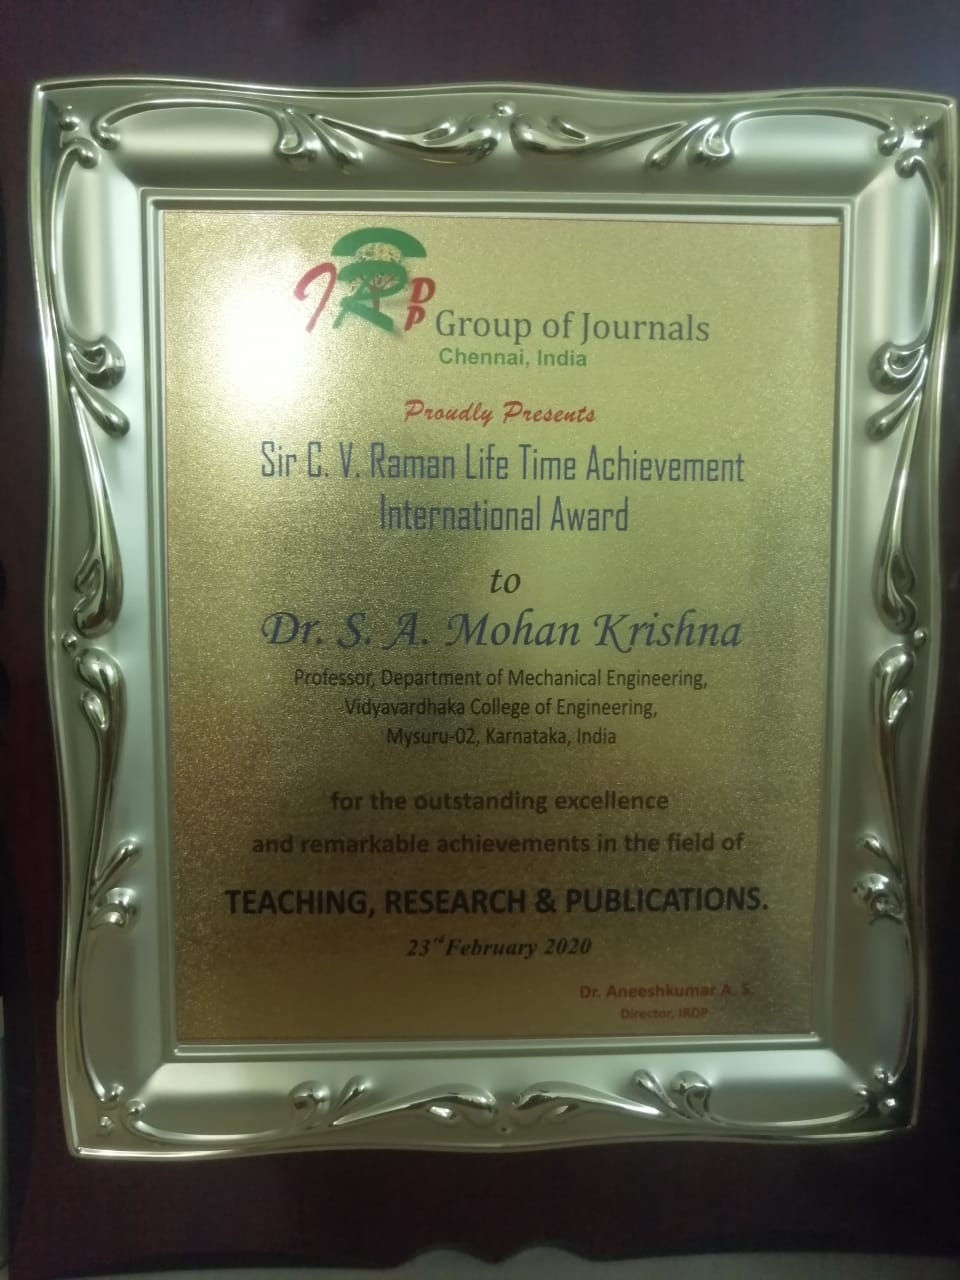 IRDP Group of Journals
Chennai, India
Proudly Presents
Sir C. V. Raman Life Time Achievement
International Award
to
Dr. S. A. Mohan Krishna
Professor, Department of Mechanical Engineering,
Vidyavardhaka College of Engineering,
Mysuru-02, Karnataka, India
for the outstanding excellence
and remarkable achievements in the field of
TEACHING, RESEARCH & PUBLICATIONS.
23rd February 2020
Dr. Aneeshkumar A. S.
Director, IRDP